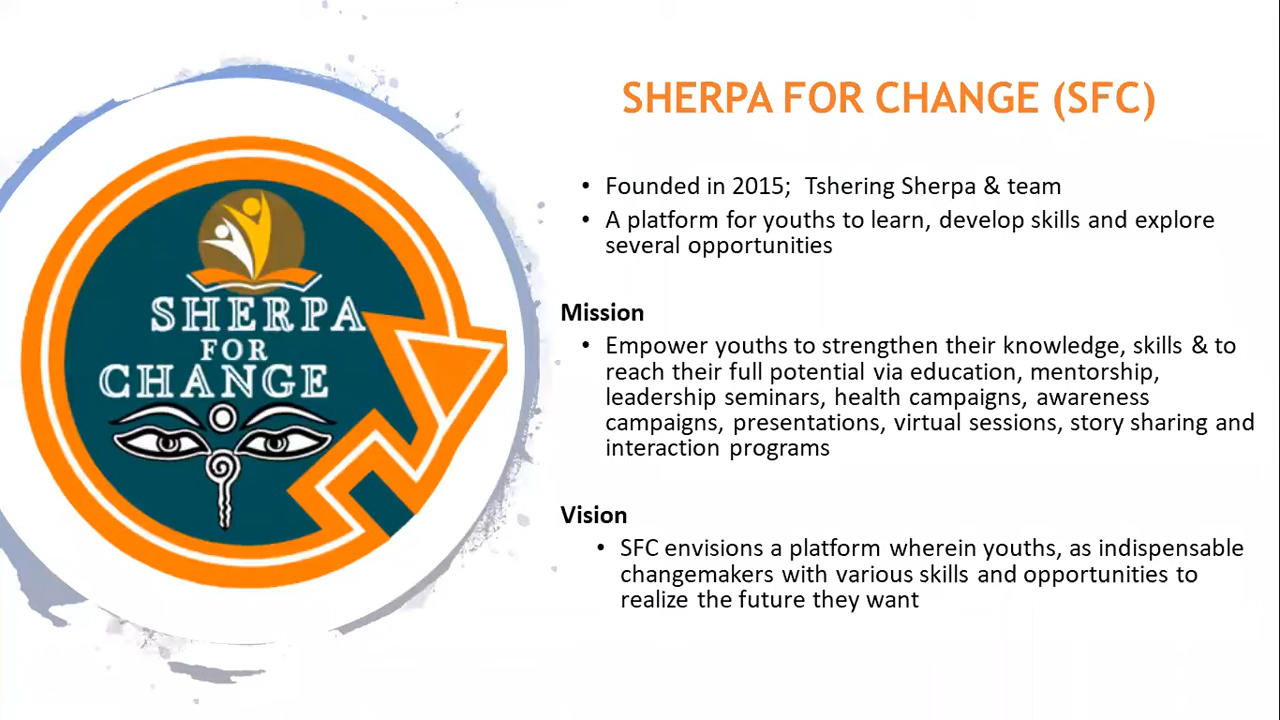 SHERPA FOR CHANGE (SFC)
• Founded in 2015;  Tshering Sherpa & team
• A platform for youths to learn, develop skills and explore
several opportunities
Mission
• Empower youths to strengthen their knowledge, skills & to
reach their full potential via education, mentorship,
leadership seminars, health campaigns, awareness
campaigns, presentations, virtual sessions, story sharing and
interaction programs
Vision
• SFC envisions a platform wherein youths, as indispensable
changemakers with various skills and opportunities to
realize the future they want
SHERPA
FOR
CHANGE